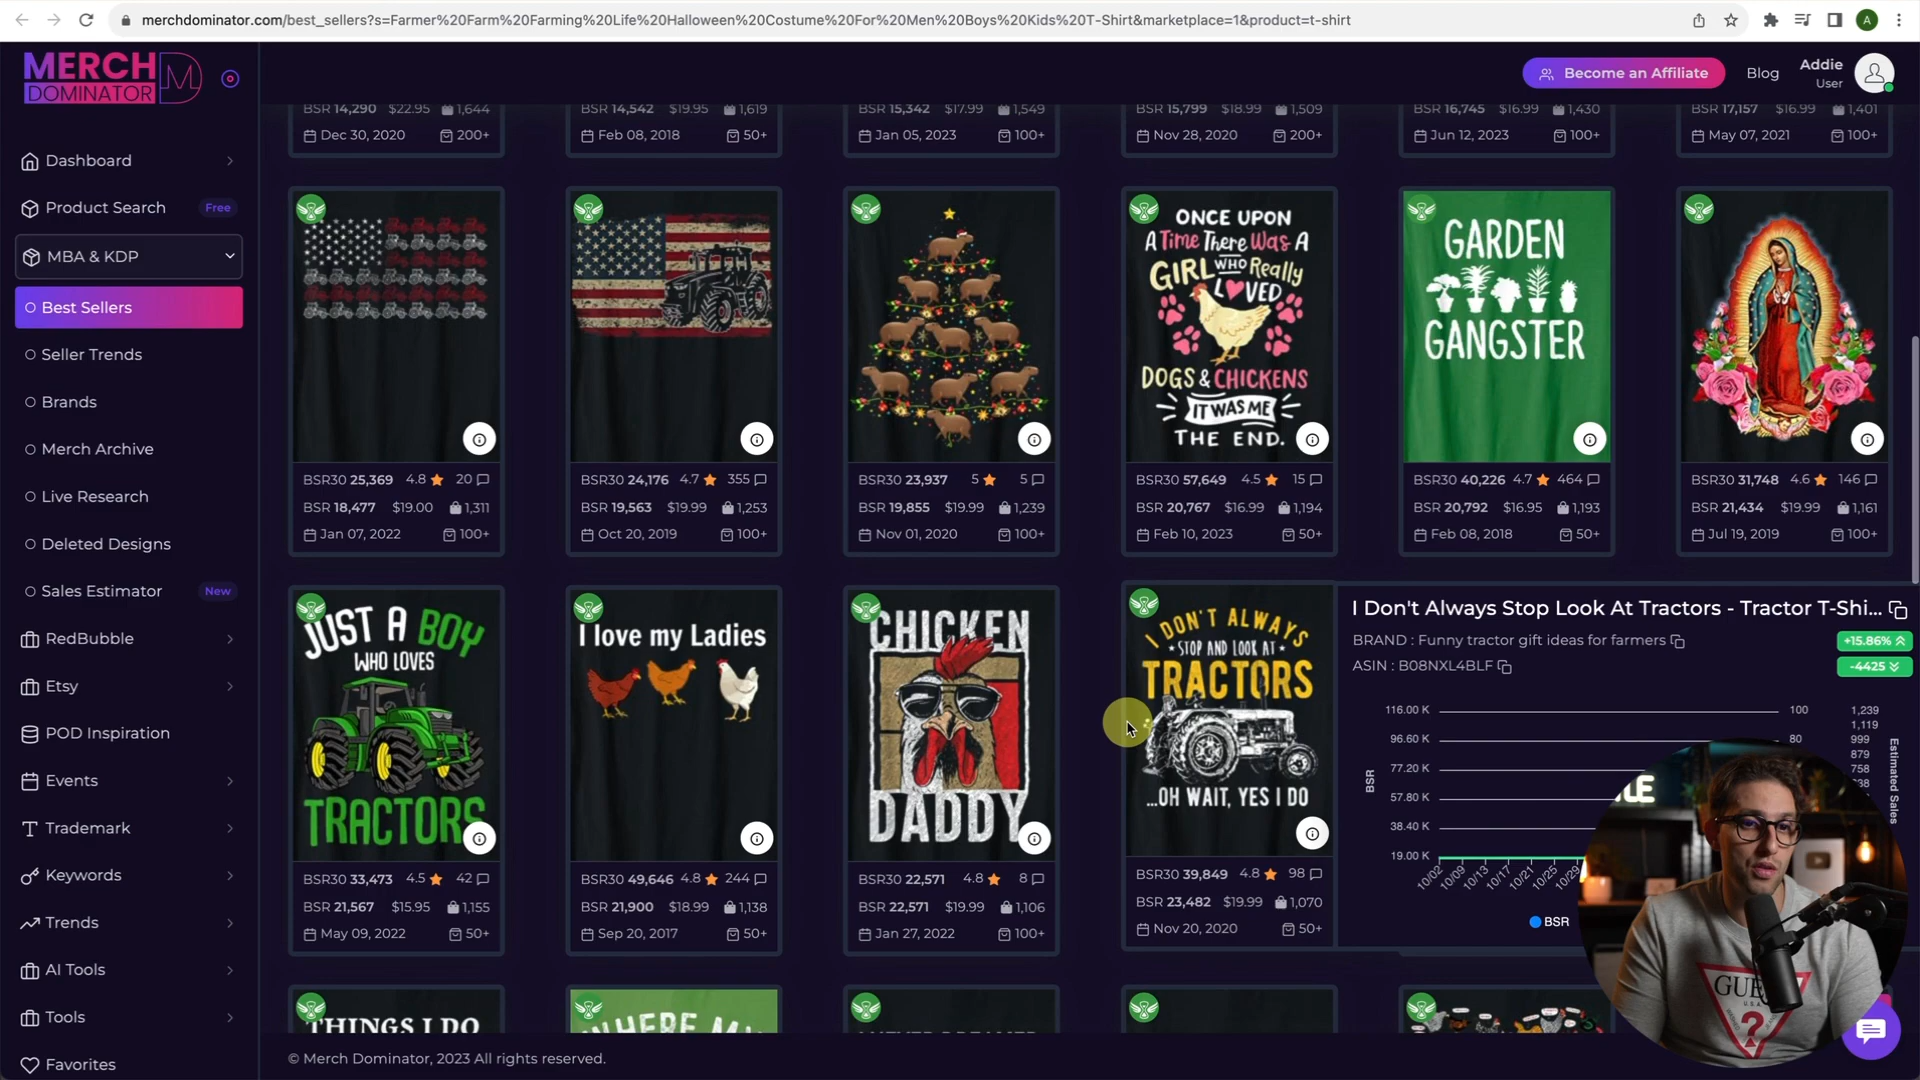 merchdominator.com/best_sellers?s=Farmer%20Farm%20Farming%20Life%20Halloween%20Costume%20For%20Men%20Boys%20Kids%20T-Shirt&marketplace=1&product=t-shirt
A
MERCH
DOMINATOR
Become an Affiliate
Blog
Addie
User
Dashboard
Product Search Free
MBA & KDP
Best Sellers
Seller Trends
Brands
Merch Archive
Live Research
Deleted Designs
Sales Estimator New
RedBubble
Etsy
POD Inspiration
Events
Trademark
Keywords
Trends
AI Tools
Tools
Favorites
BSR 14,290 $22.95 1,644
Dec 30, 2020 200+
BSR 14,542 $19.95 1,619
Feb 08, 2018 50+
BSR 15,342 $17.99 1,549
Jan 05, 2023 100+
BSR 15,799 $18.99 1,509
Nov 28, 2020 200+
BSR 16,745 $16.99 1,430
Jun 12, 2023 100+
BSR 17,157 $16.99 1,401
May 07, 2021 100+
BSR30 25,369 4.8 20
BSR 18,477 $19.00 1,311
Jan 07, 2022 100+
BSR30 24,176 4.7 355
BSR 19,563 $19.99 1,253
Oct 20, 2019 100+
BSR30 23,937 5 5
BSR 19,855 $19.99 1,239
Nov 01, 2020 100+
ONCE UPON
A Time There Was A
GIRL WHO Really
LOVED
DOGS & CHICKENS
IT WAS ME
THE END.
BSR30 57,649 4.5 15
BSR 20,767 $16.99 1,194
Feb 10, 2023 50+
GARDEN
GANGSTER
BSR30 40,226 4.7 464
BSR 20,792 $16.95 1,193
Feb 08, 2018 50+
BSR30 31,748 4.6 146
BSR 21,434 $19.99 1,161
Jul 19, 2019 100+
JUST A BOY
WHO LOVES
TRACTORS
BSR30 33,473 4.5 42
BSR 21,567 $15.95 1,155
May 09, 2022 50+
I love my Ladies
BSR30 49,646 4.8 244
BSR 21,900 $18.99 1,138
Sep 20, 2017 50+
CHICKEN
DADDY
BSR30 22,571 4.8 8
BSR 22,571 $19.99 1,106
Jan 27, 2022 100+
I DON'T ALWAYS
STOP AND LOOK AT
TRACTORS
...OH WAIT, YES I DO
BSR30 39,849 4.8 98
BSR 23,482 $19.99 1,070
Nov 20, 2020 50+
I Don't Always Stop Look At Tractors - Tractor T-Shi...
BRAND : Funny tractor gift ideas for farmers
+15.86%
ASIN : B08NXL4BLF
-4425
116.00 K 100 1,239
1,119
96.60 K 80 999
879
77.20 K 758
57.80 K
38.40 K
19.00 K
BSR
Estimated Sales
10/02 10/09 10/13 10/17 10/21 10/25 10/29
BSR
GUE
U.S.A.
?
THINGS I DO
WHERE MY
© Merch Dominator, 2023 All rights reserved.